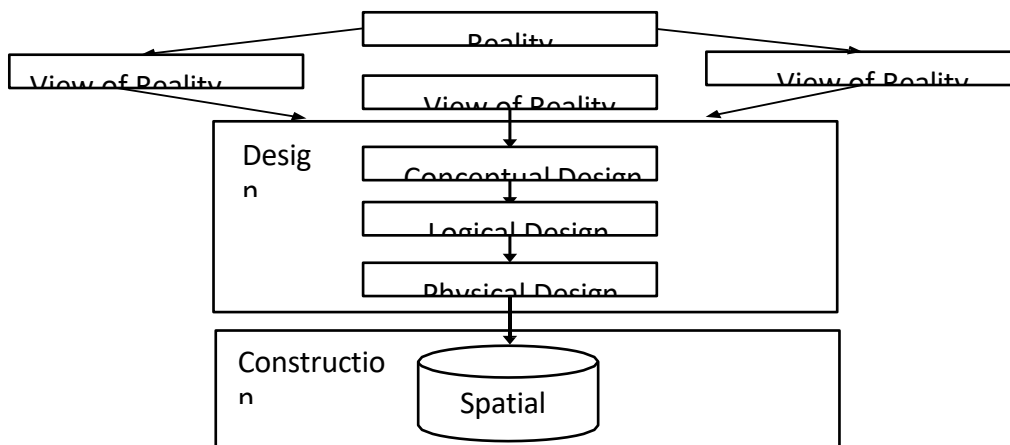 Reality
View of Reality
View of Reality
View of Reality
Desig
n
Conceptual Design
Logical Design
Physical Design
Constructio
n
Spatial